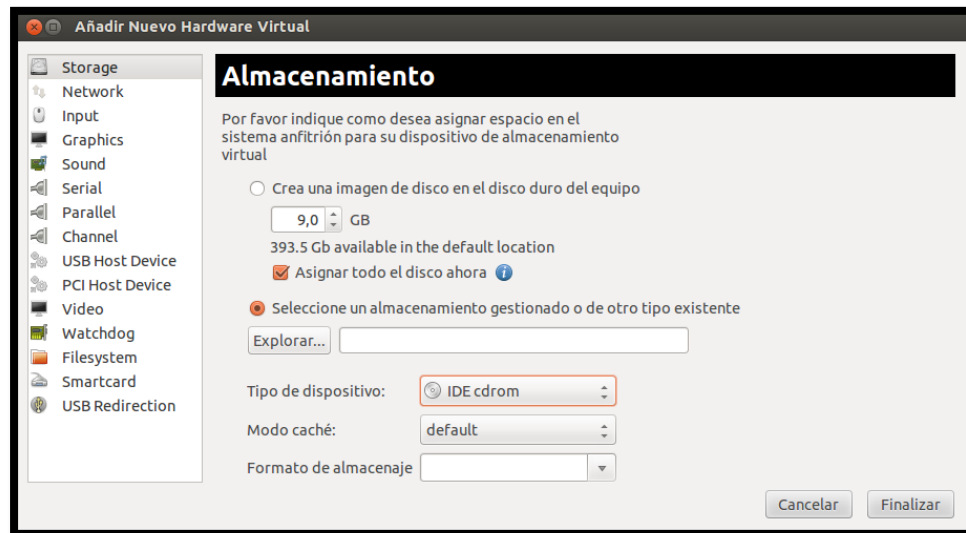 Añadir Nuevo Hardware Virtual
Storage
Network
Input
Graphics
Sound
Serial
Parallel
Channel
USB Host Device
PCI Host Device
Video
Watchdog
Filesystem
Smartcard
USB Redirection
Almacenamiento
Por favor indique como desea asignar espacio en el
sistema anfitrión para su dispositivo de almacenamiento
virtual
Crea una imagen de disco en el disco duro del equipo
9,0 GB
393.5 Gb available in the default location
Asignar todo el disco ahora
Seleccione un almacenamiento gestionado o de otro tipo existente
Explorar...
Tipo de dispositivo: IDE cdrom
Modo caché: default
Formato de almacenaje
Cancelar Finalizar